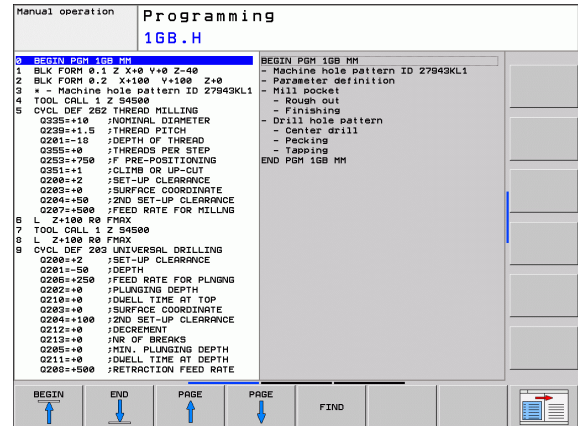 Manual operation
Programming
1GB.H
0 BEGIN PGM 1GB MM
1 BLK FORM 0.1 Z X+0 Y+0 Z-40
2 BLK FORM 0.2 X+100 Y+100 Z+0
3 * - Machine hole pattern ID 27943KL1
4 TOOL CALL 1 Z S4500
5 CYCL DEF 262 THREAD MILLING
Q335=+10 ;NOMINAL DIAMETER
Q239=+1.5 ;THREAD PITCH
Q201=-18 ;DEPTH OF THREAD
Q355=+0 ;THREADS PER STEP
Q253=+750 ;F PRE-POSITIONING
Q351=+1 ;CLIMB OR UP-CUT
Q200=+2 ;SET-UP CLEARANCE
Q203=+0 ;SURFACE COORDINATE
Q204=+50 ;2ND SET-UP CLEARANCE
Q207=+500 ;FEED RATE FOR MILLNG
6 L Z+100 R0 FMAX
7 TOOL CALL 1 Z S4500
8 L Z+100 R0 FMAX
9 CYCL DEF 203 UNIVERSAL DRILLING
Q200=+2 ;SET-UP CLEARANCE
Q201=-50 ;DEPTH
Q206=+250 ;FEED RATE FOR PLNGNG
Q202=+0 ;PLUNGING DEPTH
Q210=+0 ;DWELL TIME AT TOP
Q203=+0 ;SURFACE COORDINATE
Q204=+100 ;2ND SET-UP CLEARANCE
Q212=+0 ;DECREMENT
Q213=+0 ;NR OF BREAKS
Q205=+0 ;MIN. PLUNGING DEPTH
Q211=+0 ;DWELL TIME AT DEPTH
Q208=+500 ;RETRACTION FEED RATE
BEGIN PGM 1GB MM
- Machine hole pattern ID 27943KL1
- Parameter definition
- Mill pocket
- Rough out
- Finishing
- Drill hole pattern
- Center drill
- Pecking
- Tapping
END PGM 1GB MM
BEGIN
END
PAGE
PAGE
FIND